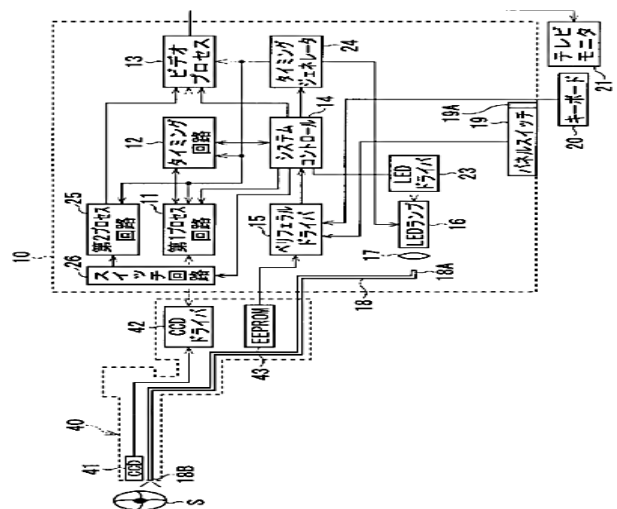 10
26
スイッチ回路
25
第2プロセス
回路
11
第1プロセス
回路
12
タイミング
回路
13
ビデオ
プロセス
15
ペリフェラル
ドライバ
14
システム
コントロール
24
タイミング
ジェネレータ
23
LED
ドライバ
16
LEDランプ
17
18
18A
19
19A
パネルスイッチ
20
キーボード
21
テレビ
モニタ
42
CCD
ドライバ
43
EEPROM
40
41
CCD
18B
S